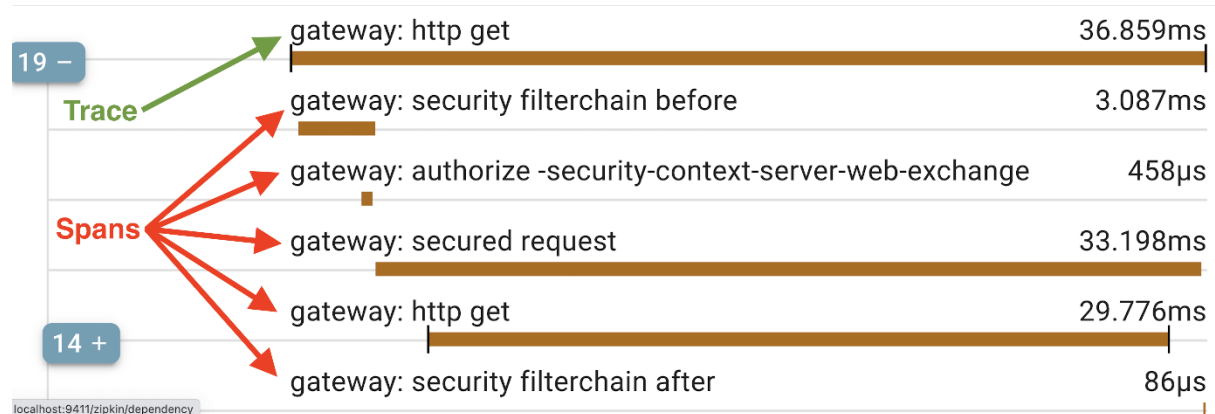 gateway: http get 36.859ms
19 −
Trace
gateway: security filterchain before 3.087ms
gateway: authorize -security-context-server-web-exchange 458µs
Spans
gateway: secured request 33.198ms
gateway: http get 29.776ms
14 +
gateway: security filterchain after 86µs
localhost:9411/zipkin/dependency